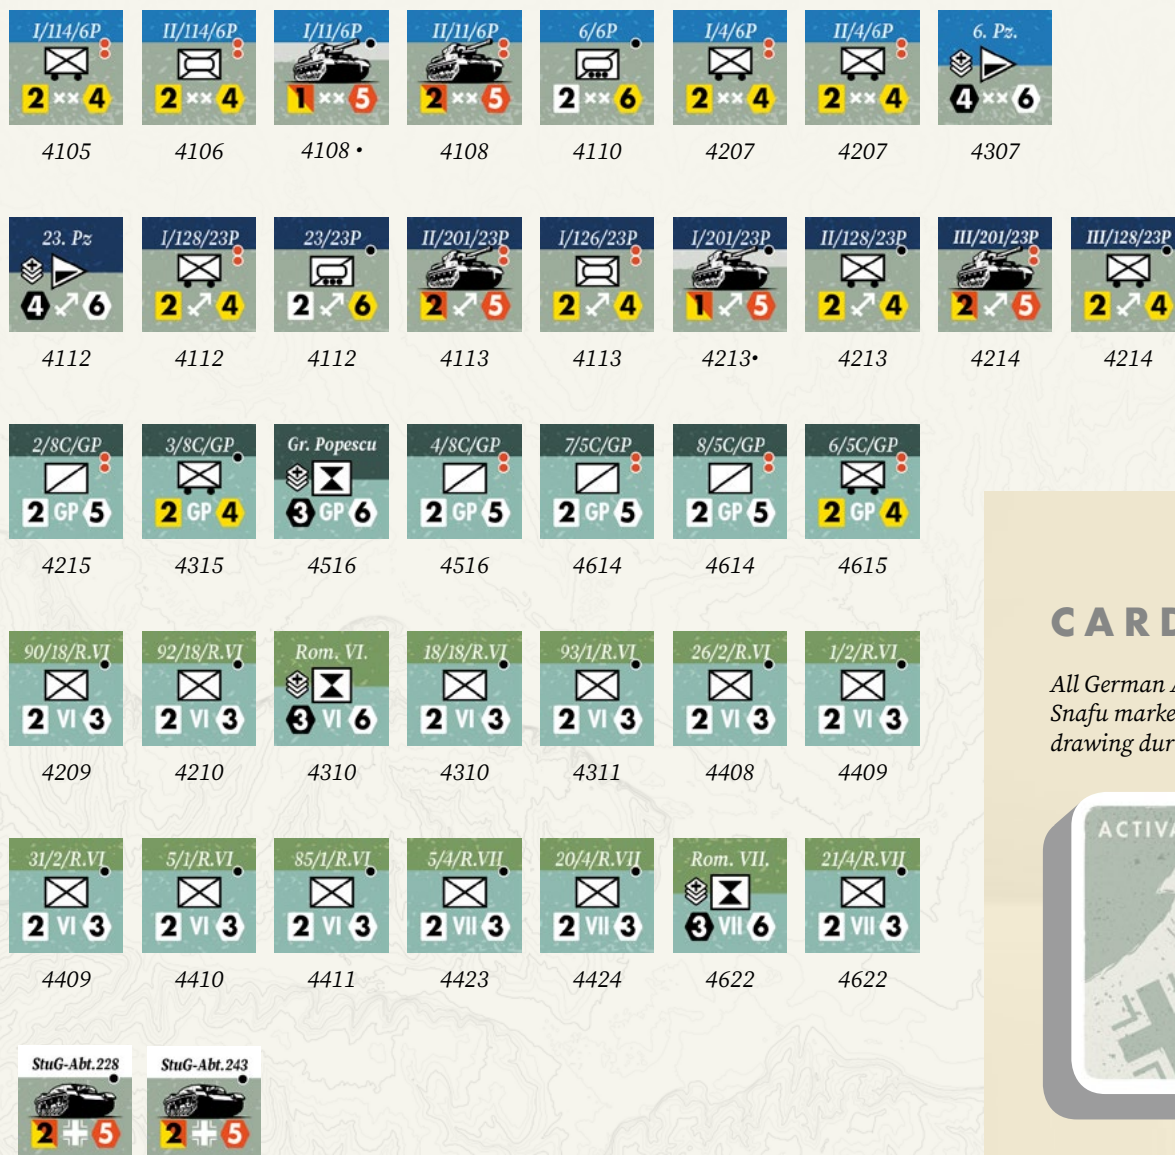 I/114/6P II/114/6P I/11/6P II/11/6P 6/6P I/4/6P II/4/6P 6. Pz.
2 ×× 4 2 ×× 4 1 ×× 5 2 ×× 5 2 ×× 6 2 ×× 4 2 ×× 4 4 ×× 6
4105 4106 4108 • 4108 4110 4207 4207 4307
23. Pz I/128/23P 23/23P II/201/23P I/126/23P I/201/23P II/128/23P III/201/23P III/128/23P
4 6 2 4 2 6 2 5 2 4 1 5 2 4 2 5 2 4
4112 4112 4112 4113 4113 4213• 4213 4214 4214
2/8C/GP 3/8C/GP Gr. Popescu 4/8C/GP 7/5C/GP 8/5C/GP 6/5C/GP
2 GP 5 2 GP 4 3 GP 6 2 GP 5 2 GP 5 2 GP 5 2 GP 4
4215 4315 4516 4516 4614 4614 4615
90/18/R.VI 92/18/R.VI Rom. VI. 18/18/R.VI 93/1/R.VI 26/2/R.VI 1/2/R.VI
2 VI 3 2 VI 3 3 VI 6 2 VI 3 2 VI 3 2 VI 3 2 VI 3
4209 4210 4310 4310 4311 4408 4409
31/2/R.VI 5/1/R.VI 85/1/R.VI 5/4/R.VII 20/4/R.VII Rom. VII. 21/4/R.VII
2 VI 3 2 VI 3 2 VI 3 2 VII 3 2 VII 3 3 VII 6 2 VII 3
4409 4410 4411 4423 4424 4622 4622
StuG-Abt.228 StuG-Abt.243
2 5 2 5
CARD
All German A
Snafu marke
drawing dur
ACTIVA